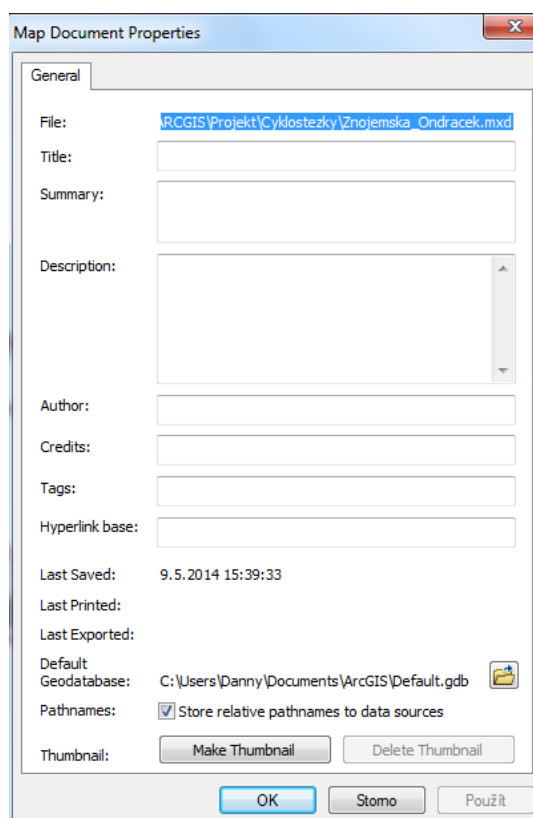 Map Document Properties
General
File: \RCGIS\Projekt\Cyklostezky\Znojemska_Ondracek.mxd
Title:
Summary:
Description:
Author:
Credits:
Tags:
Hyperlink base:
Last Saved: 9.5.2014 15:39:33
Last Printed:
Last Exported:
Default
Geodatabase: C:\Users\Danny\Documents\ArcGIS\Default.gdb
Pathnames: Store relative pathnames to data sources
Thumbnail: Make Thumbnail Delete Thumbnail
OK Storno Použít